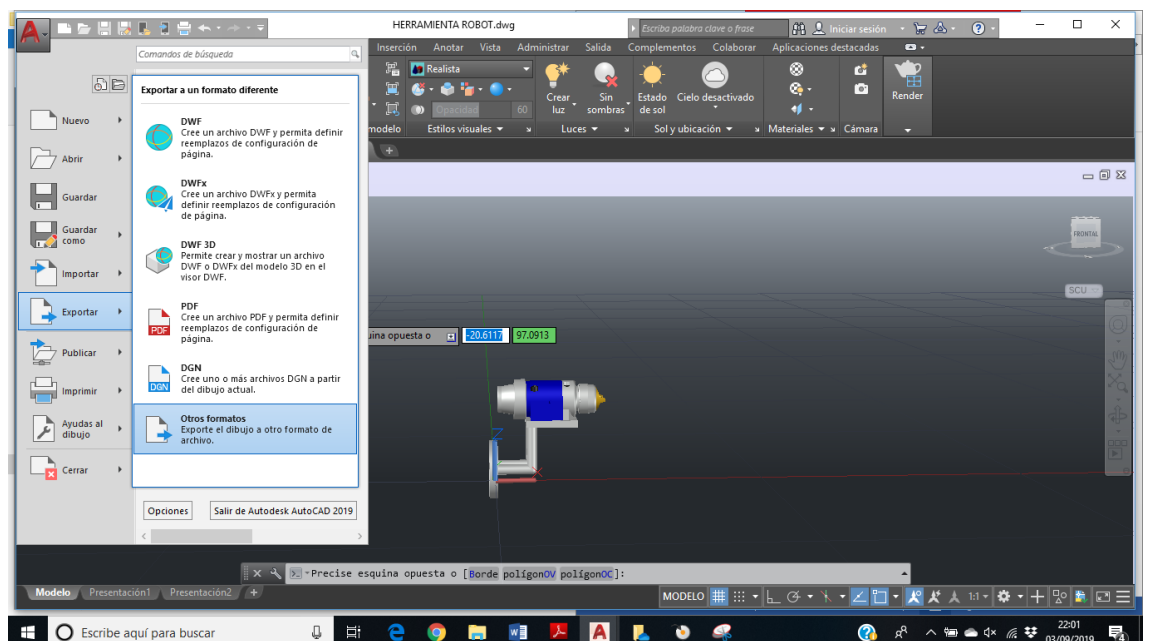 HERRAMIENTA ROBOT.dwg
Escriba palabra clave o frase
Iniciar sesión
Comandos de búsqueda
Inserción Anotar Vista Administrar Salida Complementos Colaborar Aplicaciones destacadas
Realista
Opacidad 60
Crear luz
Sin sombras
Estado de sol
Cielo desactivado
Render
modelo Estilos visuales Luces Sol y ubicación Materiales Cámara
Nuevo
Abrir
Guardar
Guardar como
Importar
Exportar
Publicar
Imprimir
Ayudas al dibujo
Cerrar
Exportar a un formato diferente
DWF
Cree un archivo DWF y permita definir
reemplazos de configuración de
página.
DWFx
Cree un archivo DWFx y permita
definir reemplazos de configuración
de página.
DWF 3D
Permite crear y mostrar un archivo
DWF o DWFx del modelo 3D en el
visor DWF.
PDF
PDF
Cree un archivo PDF y permita definir
reemplazos de configuración de
página.
DGN
DGN
Cree uno o más archivos DGN a partir
del dibujo actual.
Otros formatos
Exporte el dibujo a otro formato de
archivo.
Opciones
Salir de Autodesk AutoCAD 2019
FRONTAL
SCU
uina opuesta o -20.6117 97.0913
Z
X
Precise esquina opuesta o [Borde polígonOV polígonOC]:
Modelo Presentación1 Presentación2 +
MODELO 1:1
Escribe aquí para buscar
22:01
03/09/2019